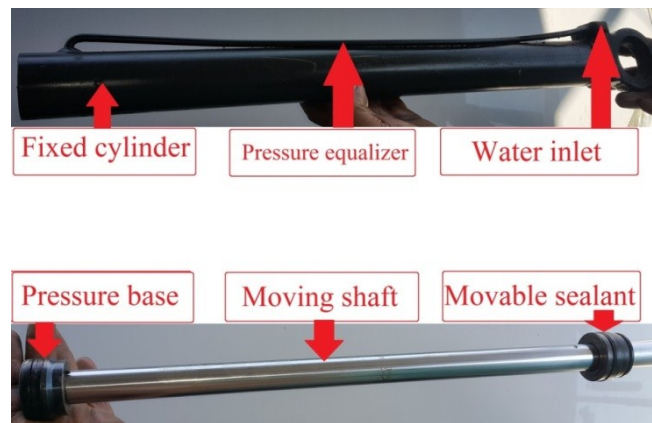 Fixed cylinder
Pressure equalizer
Water inlet
Pressure base
Moving shaft
Movable sealant